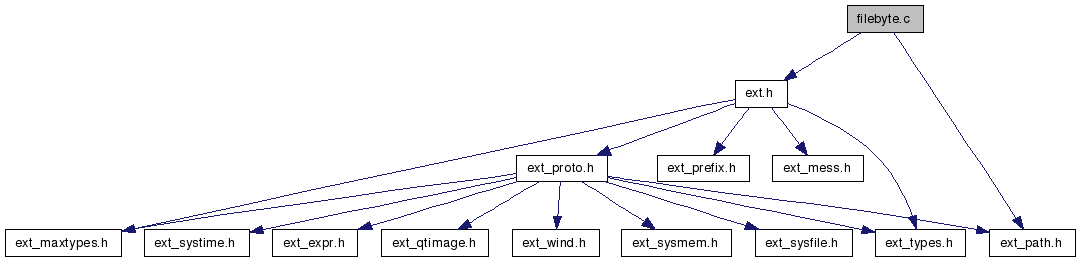 filebyte.c
ext.h
ext_proto.h
ext_prefix.h
ext_mess.h
ext_maxtypes.h
ext_systime.h
ext_expr.h
ext_qtimage.h
ext_wind.h
ext_sysmem.h
ext_sysfile.h
ext_types.h
ext_path.h